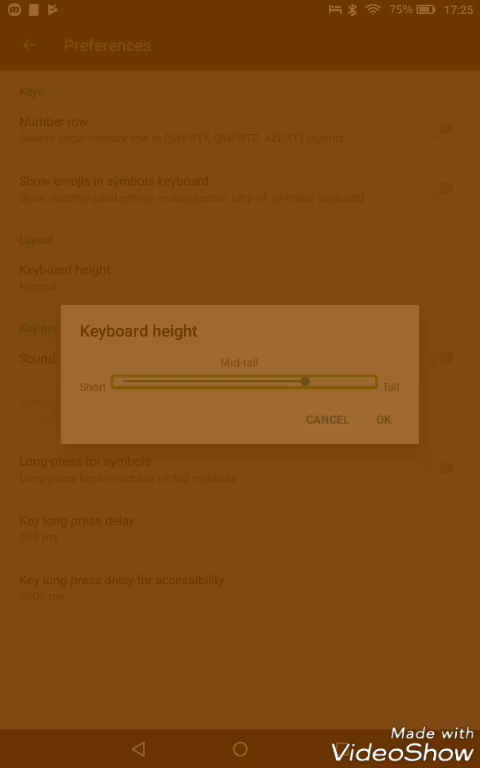 75% 17:25
Preferences
Keys
Number row
Always show number row in QWERTY, QWERTZ, AZERTY layouts
Show emojis in symbols keyboard
Show recently used emojis in suggestion strip of symbols keyboard
Layout
Keyboard height
Normal
Key pre
Keyboard height
Sound
Mid-tall
Short
Tall
CANCEL OK
Long-press for symbols
Long-press keys to access hinted symbols
Key long-press delay
300 ms
Key long press delay for accessibility
3000 ms
Made with
VideoShow